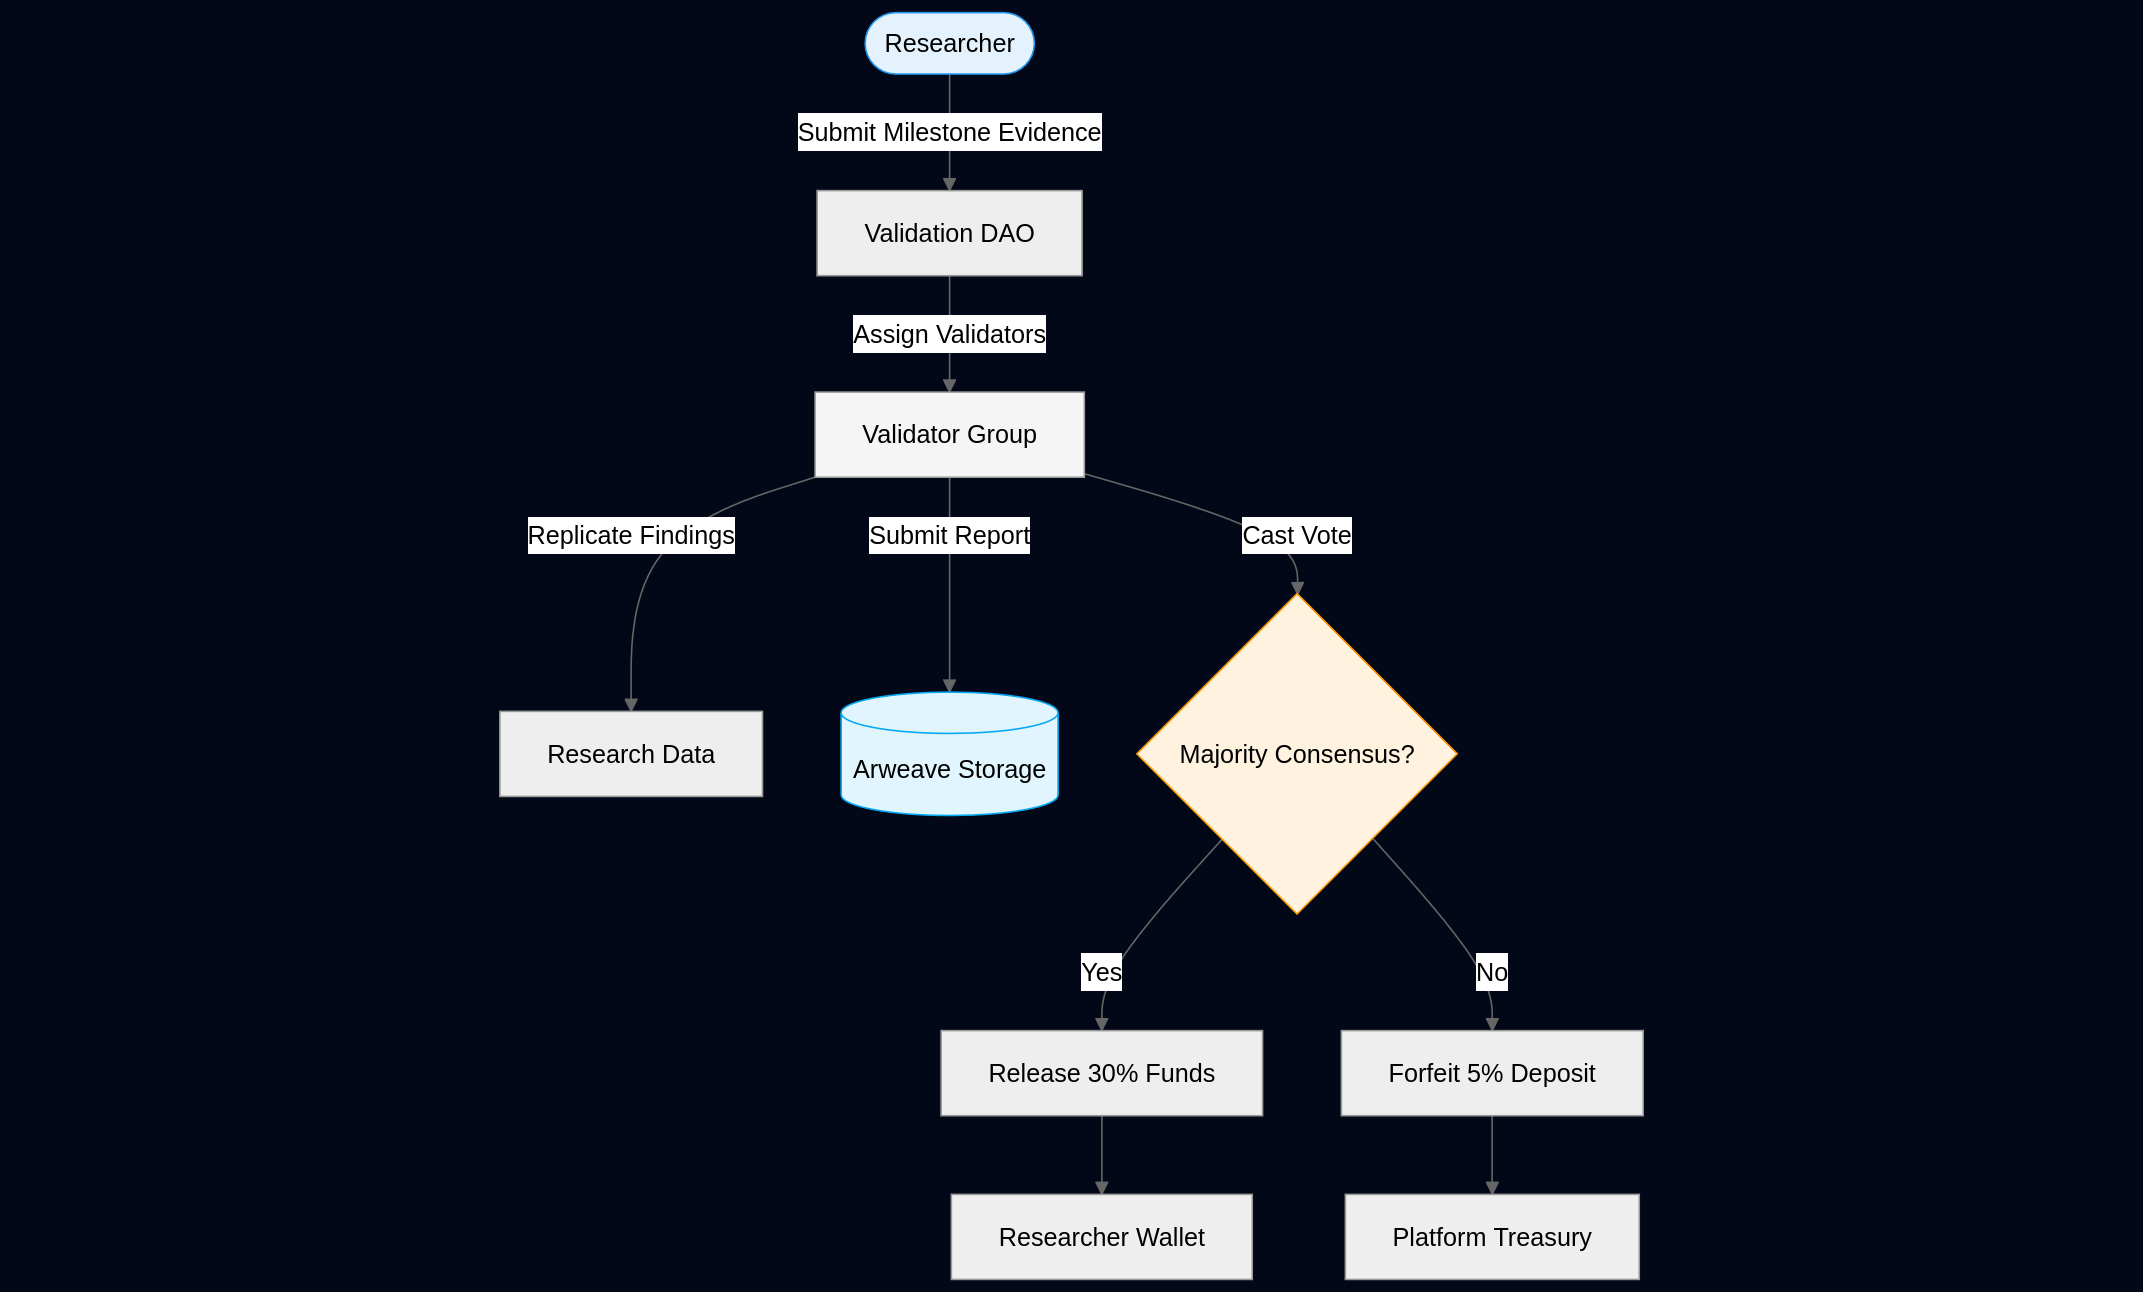 Researcher
Submit Milestone Evidence
Validation DAO
Assign Validators
Validator Group
Replicate Findings
Submit Report
Cast Vote
Research Data
Arweave Storage
Majority Consensus?
Yes
No
Release 30% Funds
Forfeit 5% Deposit
Researcher Wallet
Platform Treasury